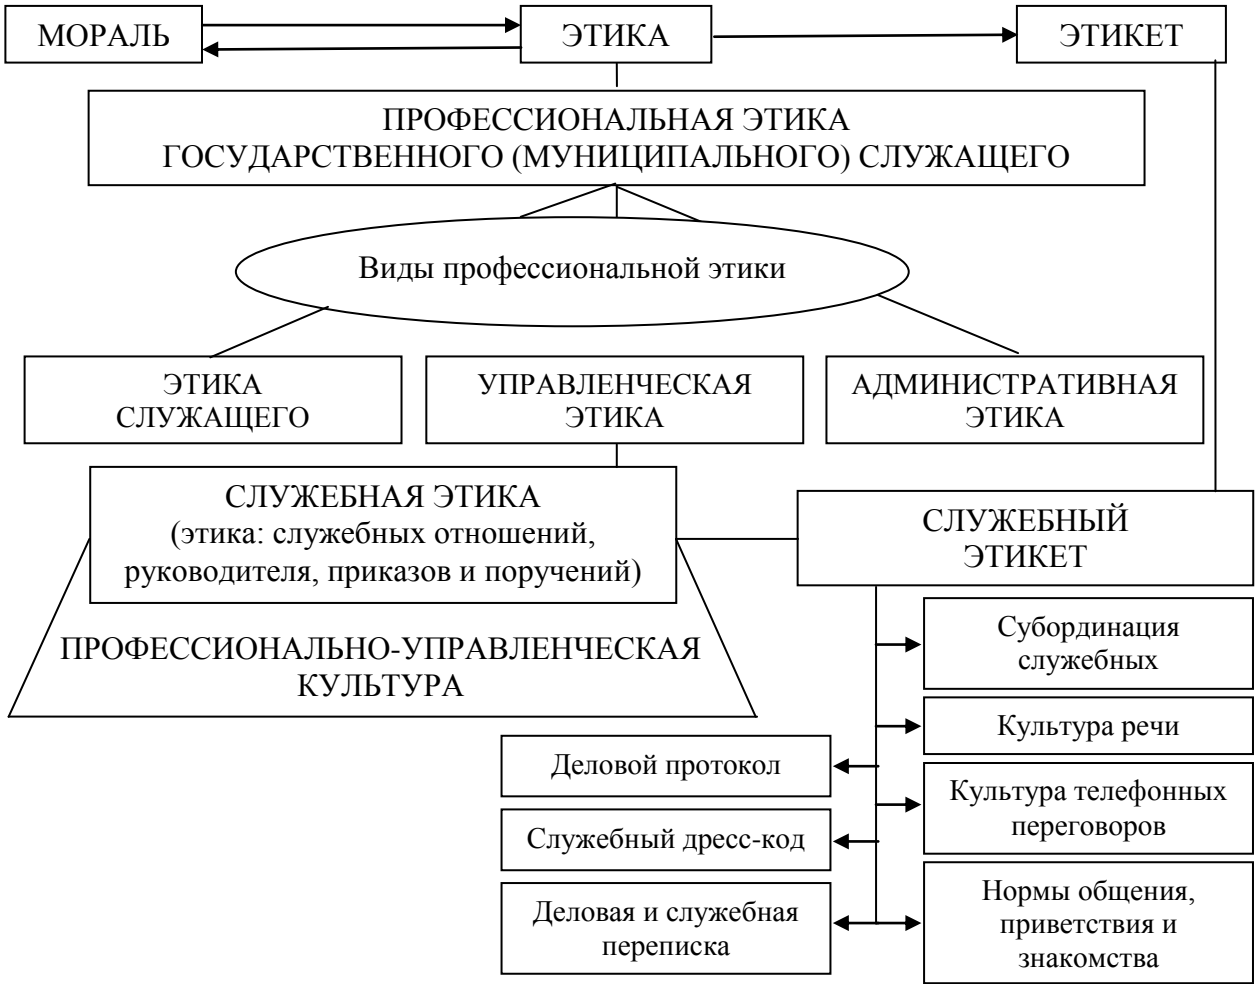 МОРАЛЬ
ЭТИКА
ЭТИКЕТ
ПРОФЕССИОНАЛЬНАЯ ЭТИКА
ГОСУДАРСТВЕННОГО (МУНИЦИПАЛЬНОГО) СЛУЖАЩЕГО
Виды профессиональной этики
ЭТИКА
СЛУЖАЩЕГО
УПРАВЛЕНЧЕСКАЯ
ЭТИКА
АДМИНИСТРАТИВНАЯ
ЭТИКА
СЛУЖЕБНАЯ ЭТИКА
(этика: служебных отношений,
руководителя, приказов и поручений)
ПРОФЕССИОНАЛЬНО-УПРАВЛЕНЧЕСКАЯ
КУЛЬТУРА
СЛУЖЕБНЫЙ
ЭТИКЕТ
Субординация
служебных
Культура речи
Культура телефонных
переговоров
Нормы общения,
приветствия и
знакомства
Деловой протокол
Служебный дресс-код
Деловая и служебная
переписка